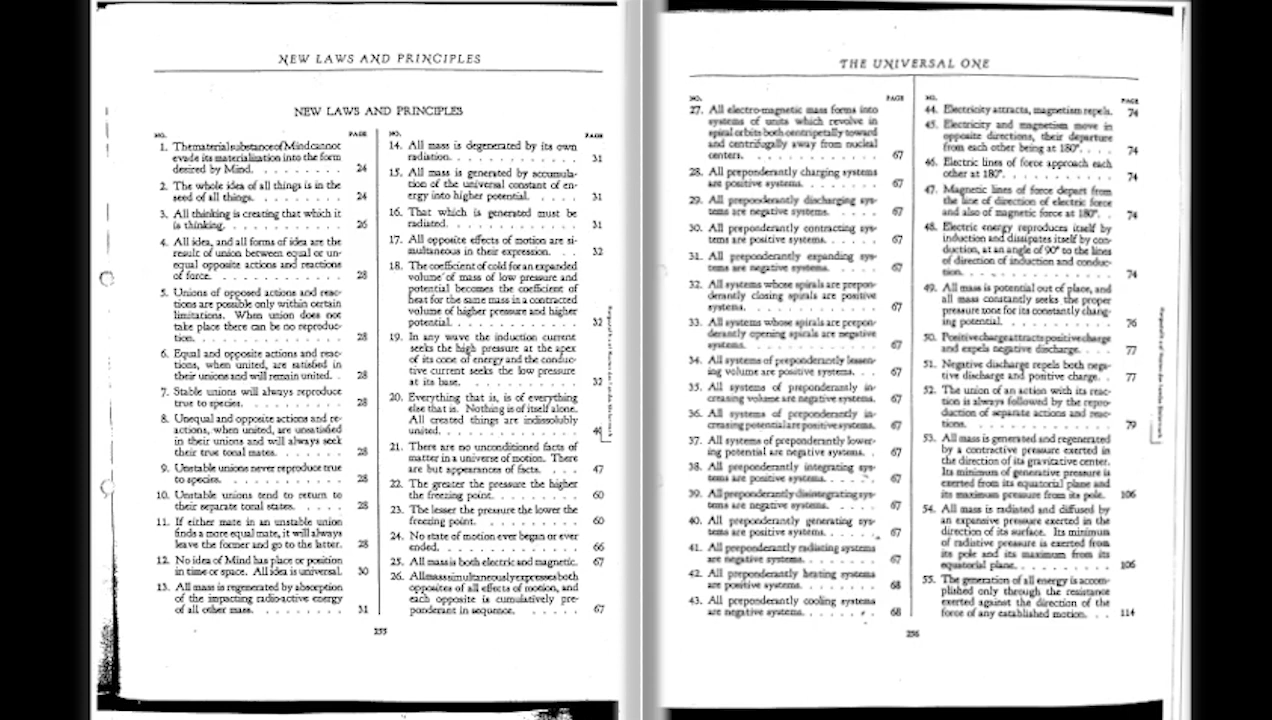 NEW LAWS AND PRINCIPLES
NEW LAWS AND PRINCIPLES
NO. PAGE
1. The material substance of Mind cannot
evade its materialization into the form
desired by Mind. . . . . . . . . 24
2. The whole idea of all things is in the
seed of all things. . . . . . . . . 24
3. All thinking is creating that which it
is thinking. . . . . . . . . . . 26
4. All idea, and all forms of idea are the
result of union between equal or un-
equal opposite actions and reactions
of force. . . . . . . . . . . . 28
5. Unions of opposed actions and reac-
tions are possible only within certain
limitations. When union does not
take place there can be no reproduc-
tion. . . . . . . . . . . . . 28
6. Equal and opposite actions and reac-
tions, when united, are satisfied in
their unions and will remain united. . 28
7. Stable unions will always reproduce
true to species. . . . . . . . . . 28
8. Unequal and opposite actions and re-
actions, when united, are unsatisfied
in their unions and will always seek
their true tonal mates. . . . . . . 28
9. Unstable unions never reproduce true
to species. . . . . . . . . . . 28
10. Unstable unions tend to return to
their separate tonal states. . . . . . 28
11. If either mate in an unstable union
finds a more equal mate, it will always
leave the former and go to the latter. . 28
12. No idea of Mind has place or position
in time or space. All idea is universal. 30
13. All mass is regenerated by absorption
of the impacting radio-active energy
of all other mass. . . . . . . . . 31
NO. PAGE
14. All mass is degenerated by its own
radiation. . . . . . . . . . . . 31
15. All mass is generated by accumula-
tion of the universal constant of en-
ergy into higher potential. . . . . . 31
16. That which is generated must be
radiated. . . . . . . . . . . . 31
17. All opposite effects of motion are si-
multaneous in their expression. . . . 32
18. The coefficient of cold for an expanded
volume of mass of low pressure and
potential becomes the coefficient of
heat for the same mass in a contracted
volume of higher pressure and higher
potential. . . . . . . . . . . . 32
19. In any wave the induction current
seeks the high pressure at the apex
of its cone of energy and the conduc-
tive current seeks the low pressure
at its base. . . . . . . . . . . 32
20. Everything that is, is of everything
else that is. Nothing is of itself alone.
All created things are indissolubly
united. . . . . . . . . . . . .
21. There are no unconditioned facts of
matter in a universe of motion. There
are but appearances of facts. . . . 47
22. The greater the pressure the higher
the freezing point. . . . . . . . . 60
23. The lesser the pressure the lower the
freezing point. . . . . . . . . . 60
24. No state of motion ever began or ever
ended. . . . . . . . . . . . . 66
25. All mass is both electric and magnetic. 67
26. All mass simultaneously expresses both
opposites of all effects of motion, and
each opposite is cumulatively pre-
ponderant in sequence. . . . . . . 67
255
THE UNIVERSAL ONE
NO. PAGE
27. All electro-magnetic mass forms into
systems of units which revolve in
spiral orbits both centripetally toward
and centrifugally away from nucleal
centers. . . . . . . . . . . . 67
28. All preponderantly charging systems
are positive systems. . . . . . . . 67
29. All preponderantly discharging sys-
tems are negative systems. . . . . . 67
30. All preponderantly contracting sys-
tems are positive systems. . . . . . 67
31. All preponderantly expanding sys-
tems are negative systems. . . . . . 67
32. All systems whose spirals are prepon-
derantly closing spirals are positive
systems. . . . . . . . . . . . 67
33. All systems whose spirals are prepon-
derantly opening spirals are negative
systems. . . . . . . . . . . . 67
34. All systems of preponderantly lessen-
ing volume are positive systems. . . 67
35. All systems of preponderantly in-
creasing volume are negative systems. 67
36. All systems of preponderantly in-
creasing potential are positive systems. 67
37. All systems of preponderantly lower-
ing potential are negative systems. . 67
38. All preponderantly integrating sys-
tems are positive systems. . . . . . 67
39. All preponderantly disintegrating sys-
tems are negative systems. . . . . . 67
40. All preponderantly generating sys-
tems are positive systems. . . . . . 67
41. All preponderantly radiating systems
are negative systems. . . . . . . . 67
42. All preponderantly heating systems
are positive systems. . . . . . . . 68
43. All preponderantly cooling systems
are negative systems. . . . . . . . 68
NO. PAGE
44. Electricity attracts, magnetism repels. 74
45. Electricity and magnetism move in
opposite directions, their departure
from each other being at 180°. . . . 74
46. Electric lines of force approach each
other at 180°. . . . . . . . . . 74
47. Magnetic lines of force depart from
the line of direction of electric force
and also of magnetic force at 180°. . 74
48. Electric energy reproduces itself by
induction and dissipates itself by con-
duction, at an angle of 90° to the lines
of direction of induction and conduc-
tion. . . . . . . . . . . . . 74
49. All mass is potential out of place, and
all mass constantly seeks the proper
pressure zone for its constantly chang-
ing potential. . . . . . . . . . 76
50. Positive charge attracts positive charge
and expels negative discharge. . . . 77
51. Negative discharge repels both nega-
tive discharge and positive charge. . . 77
52. The union of an action with its reac-
tion is always followed by the repro-
duction of separate actions and reac-
tions. . . . . . . . . . . . . 79
53. All mass is generated and regenerated
by a contractive pressure exerted in
the direction of its gravitative center.
Its minimum of generative pressure is
exerted from its equatorial plane and
its maximum pressure from its pole. 106
54. All mass is radiated and diffused by
an expansive pressure exerted in the
direction of its surface. Its minimum
of radiative pressure is exerted from
its pole and its maximum from its
equatorial plane. . . . . . . . . 106
55. The generation of all energy is accom-
plished only through the resistance
exerted against the direction of the
force of any established motion. . . 114
256